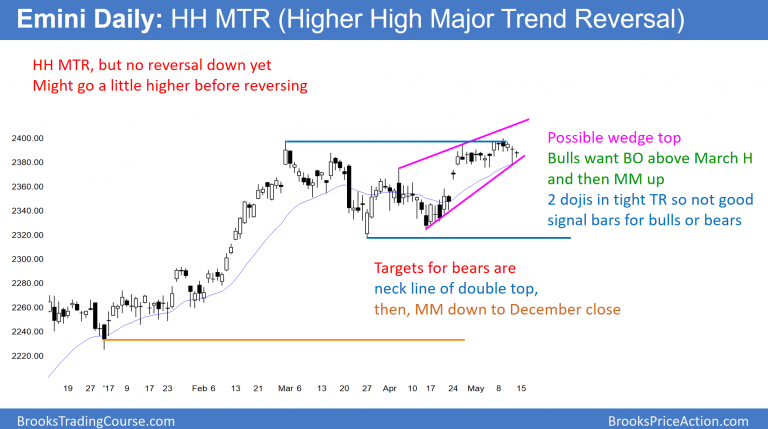 Emini Daily: HH MTR (Higher High Major Trend Reversal)
HH MTR, but no reversal down yet
Might go a little higher before reversing
Possible wedge top
Bulls want BO above March H
and then MM up
2 dojis in tight TR so not good
signal bars for bulls or bears
Targets for bears are
neck line of double top,
then, MM down to December close
2400.00
2380.00
2360.00
2340.00
2320.00
2300.00
2280.00
2260.00
2240.00
2220.00
19 27 '17 9 17 23 Feb 6 13 21 Mar 6 13 20 27 Apr 10 17 24 May 8 15
BrooksTradingCourse.com BrooksPriceAction.com